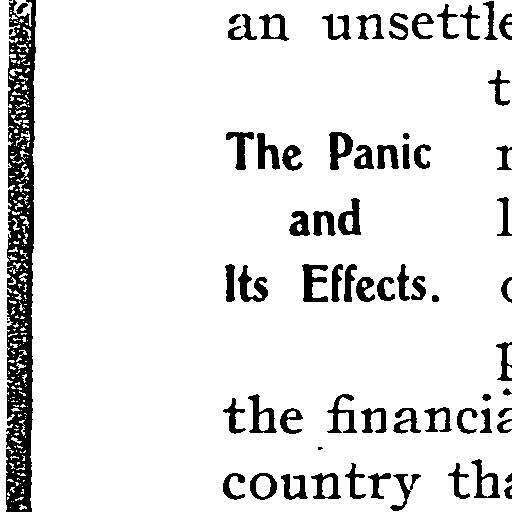 an unsettle
t
The Panic
and
Its Effects.
the financia
country tha